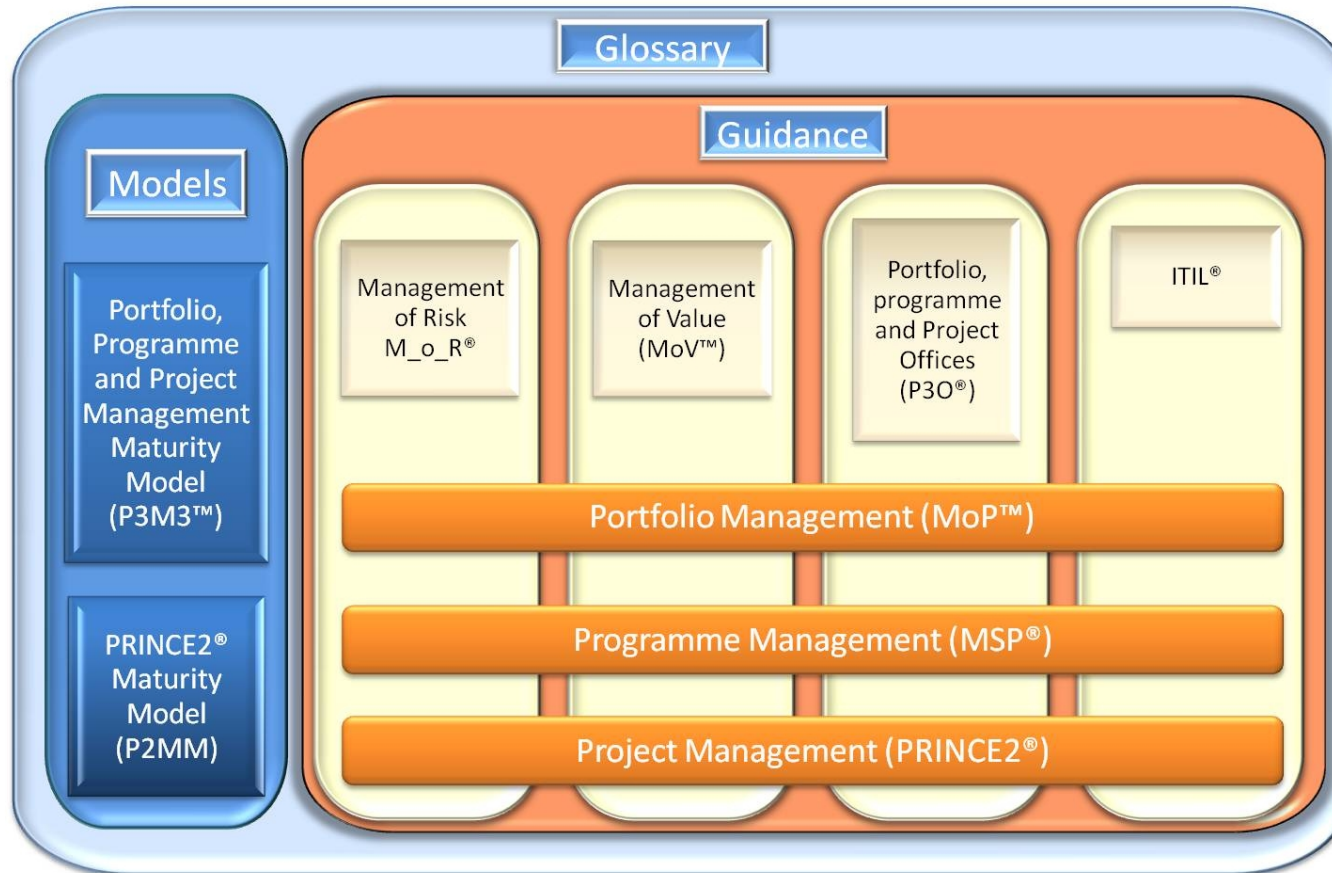 Glossary
Models
Portfolio,
Programme
and Project
Management
Maturity
Model
(P3M3™)
PRINCE2®
Maturity
Model
(P2MM)
Guidance
Management
of Risk
M_o_R®
Management
of Value
(MoV™)
Portfolio,
programme
and Project
Offices
(P3O®)
ITIL®
Portfolio Management (MoP™)
Programme Management (MSP®)
Project Management (PRINCE2®)